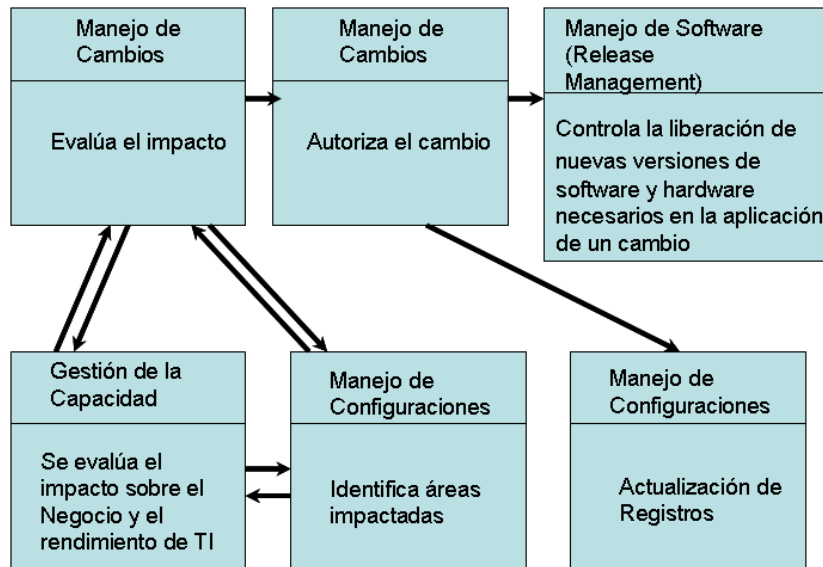 Manejo de
Cambios
Evalúa el impacto
Manejo de
Cambios
Autoriza el cambio
Manejo de Software
(Release
Management)
Controla la liberación de
nuevas versiones de
software y hardware
necesarios en la aplicación
de un cambio
Gestión de la
Capacidad
Se evalúa el
impacto sobre el
Negocio y el
rendimiento de TI
Manejo de
Configuraciones
Identifica áreas
impactadas
Manejo de
Configuraciones
Actualización de
Registros